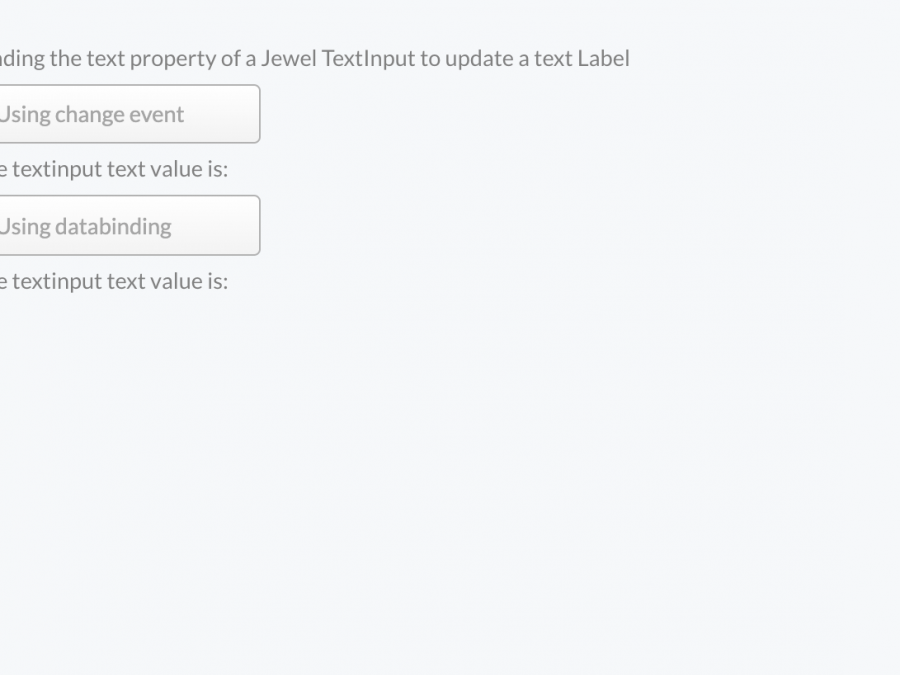 nding the text property of a Jewel TextInput to update a text Label
Using change event
e textinput text value is:
Using databinding
e textinput text value is: